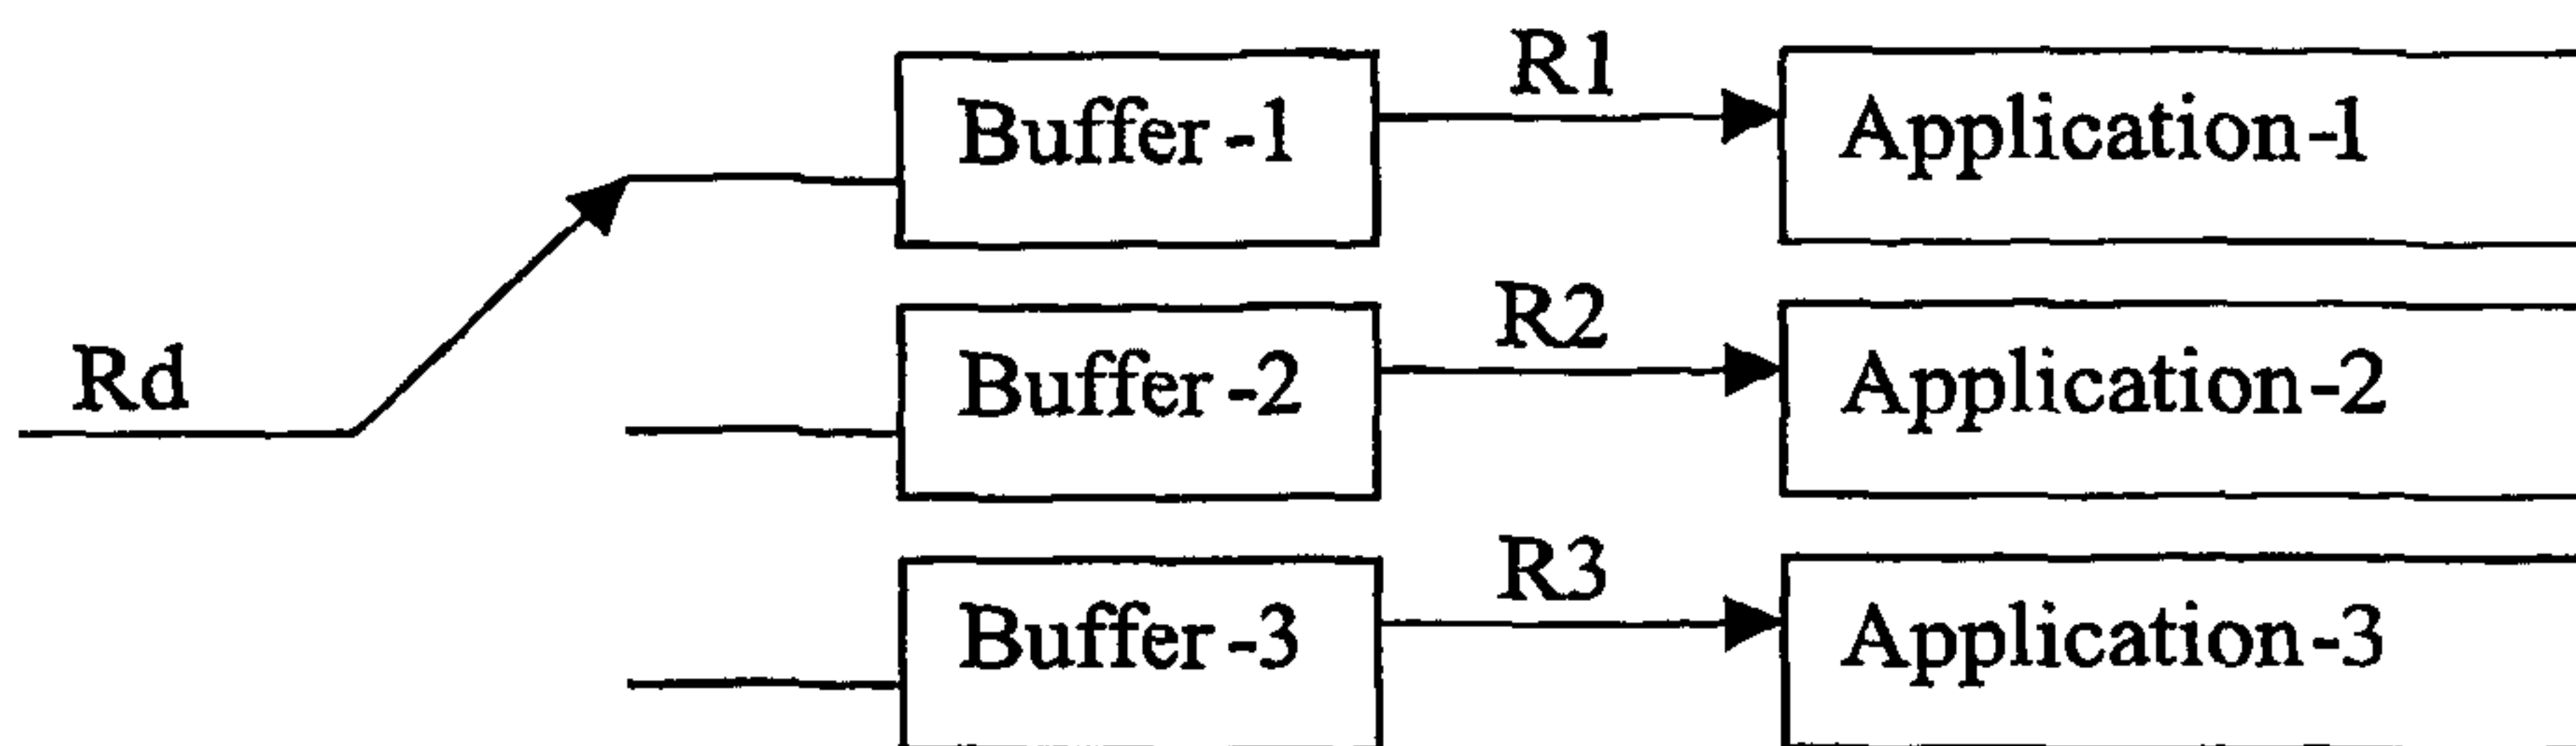 R1
Buffer-1
Application-1
R2
Rd
Buffer-2
Application-2
R3
Buffer-3
Application-3